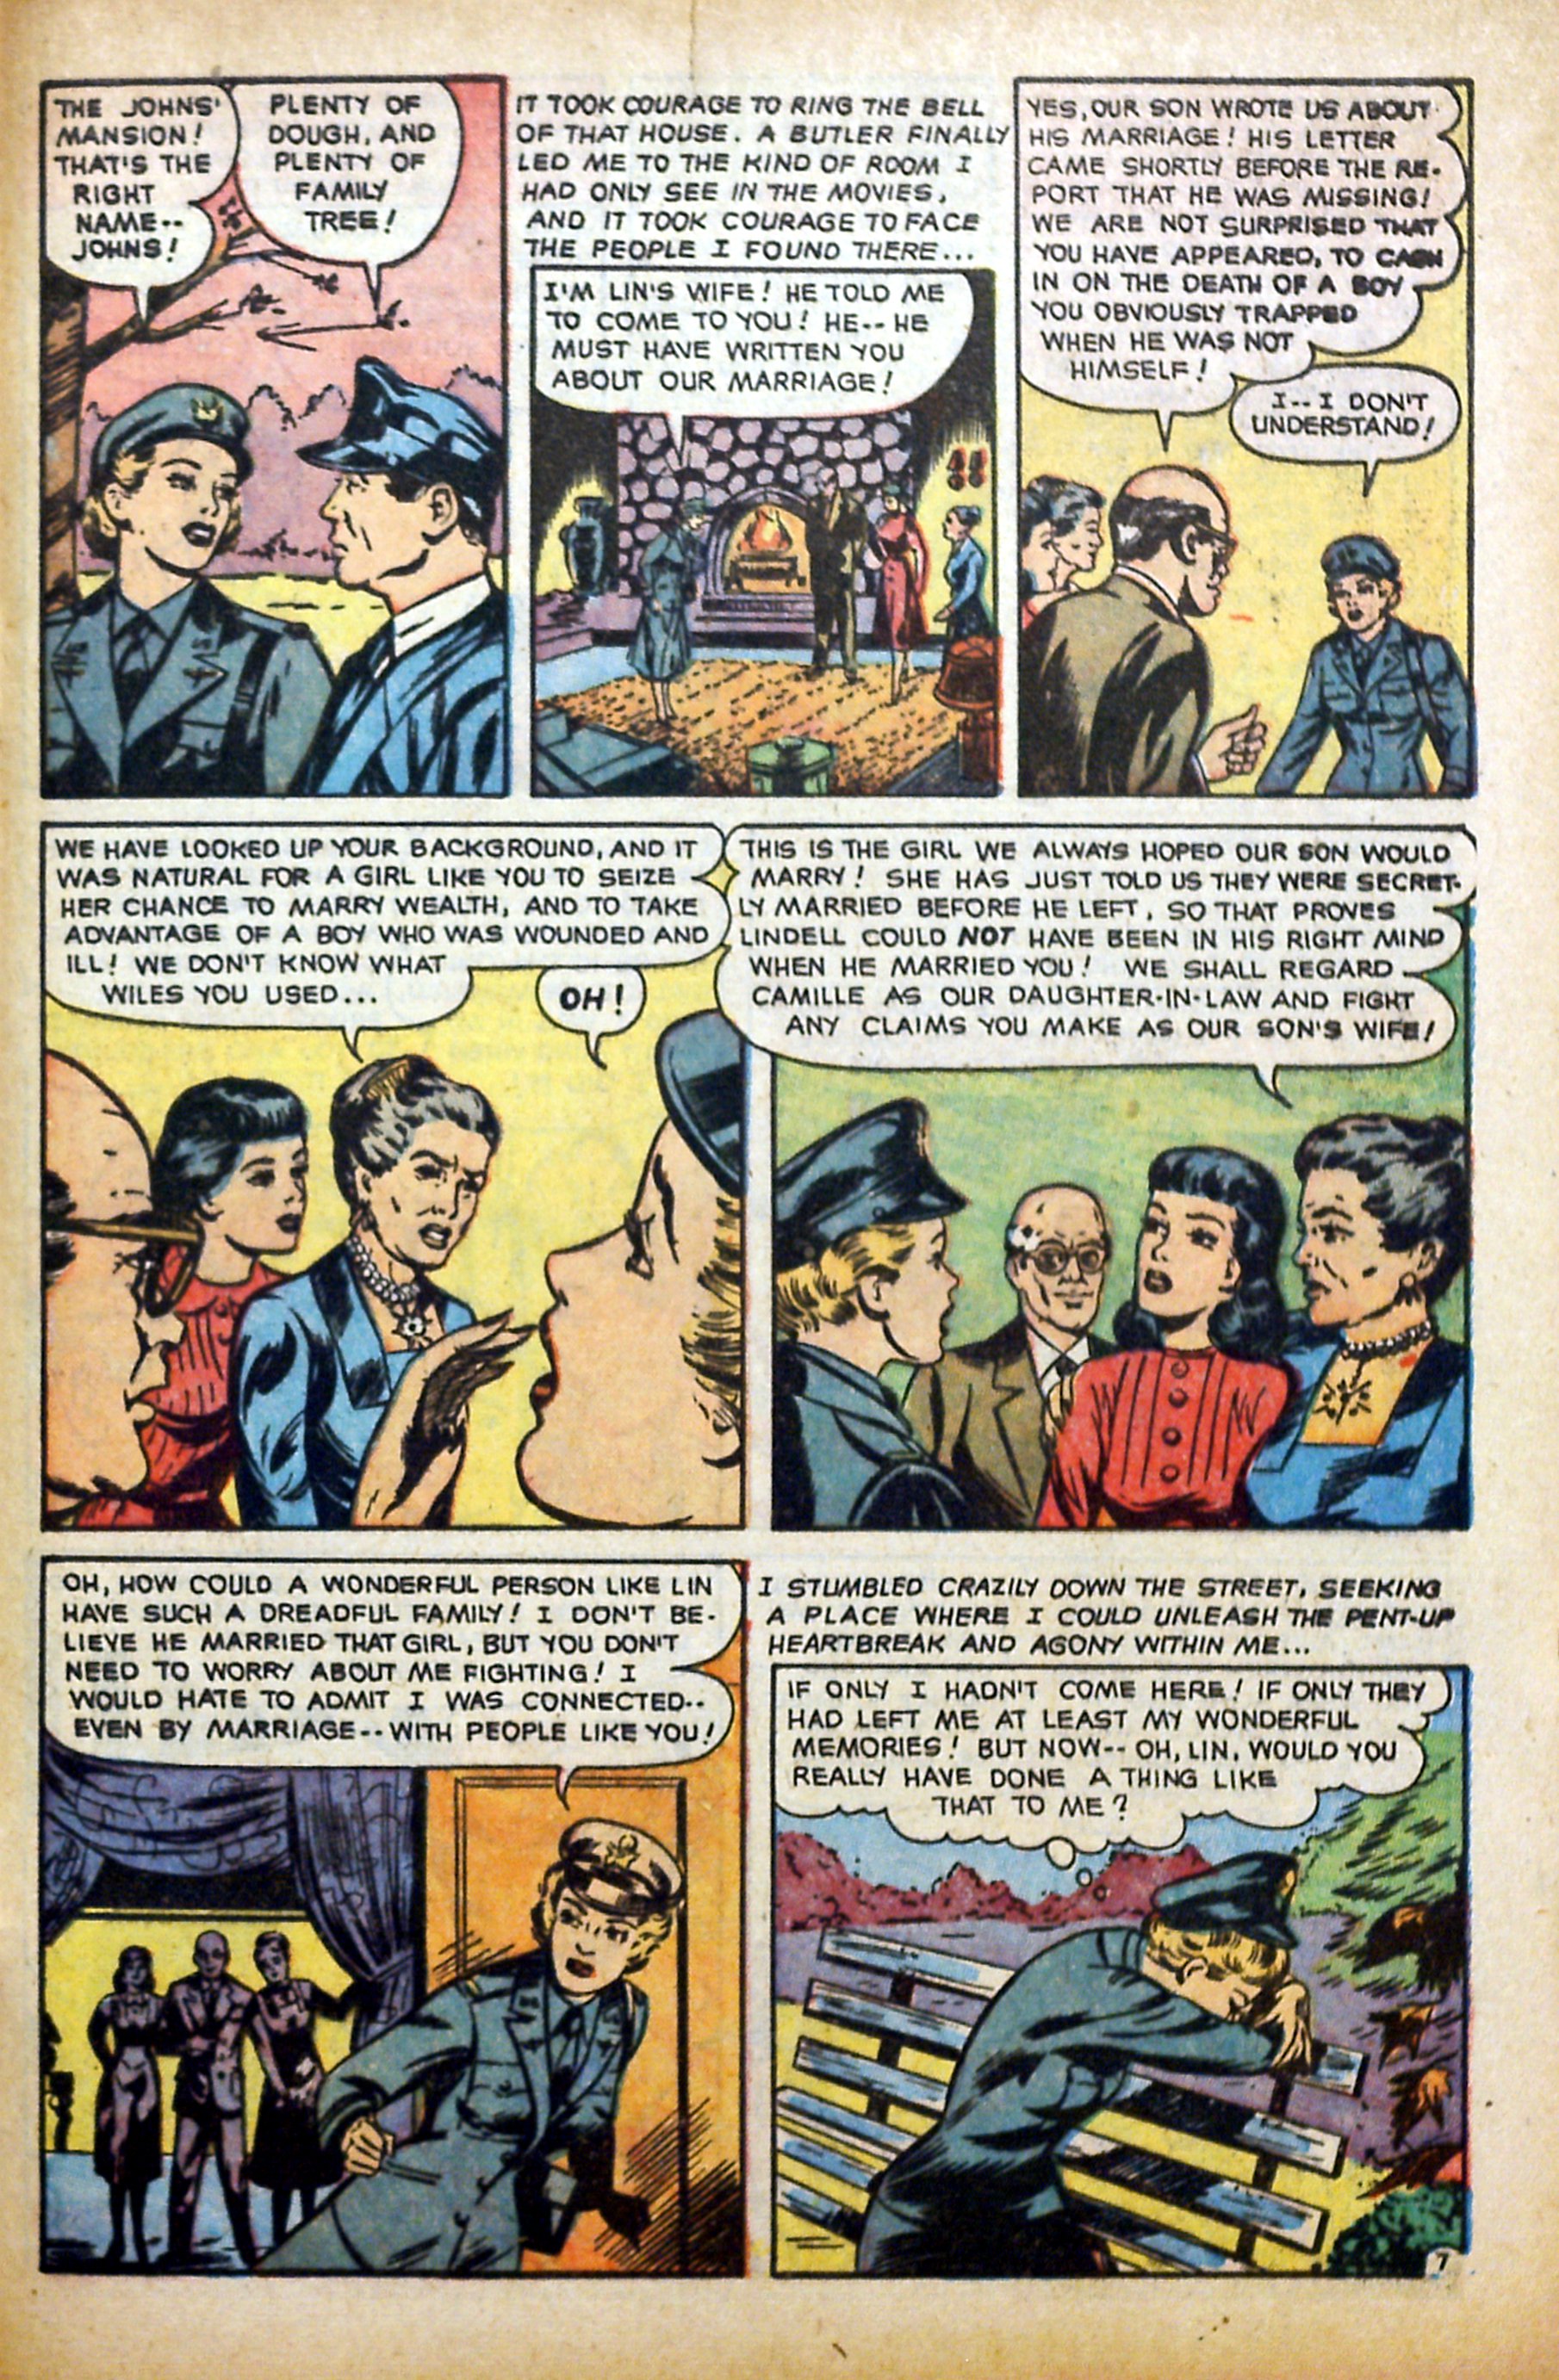 THE JOHNS'
MANSION!
THAT'S THE
RIGHT
NAME--
JOHNS!
PLENTY OF
DOUGH, AND
PLENTY OF
FAMILY
TREE!
IT TOOK COURAGE TO RING THE BELL
OF THAT HOUSE. A BUTLER FINALLY
LED ME TO THE KIND OF ROOM I
HAD ONLY SEE IN THE MOVIES,
AND IT TOOK COURAGE TO FACE
THE PEOPLE I FOUND THERE...
I'M LIN'S WIFE! HE TOLD ME
TO COME TO YOU! HE-- HE
MUST HAVE WRITTEN YOU
ABOUT OUR MARRIAGE!
YES, OUR SON WROTE US ABOUT
HIS MARRIAGE! HIS LETTER
CAME SHORTLY BEFORE THE RE-
PORT THAT HE WAS MISSING!
WE ARE NOT SURPRISED THAT
YOU HAVE APPEARED, TO CASH
IN ON THE DEATH OF A BOY
YOU OBVIOUSLY TRAPPED
WHEN HE WAS NOT
HIMSELF!
I-- I DON'T
UNDERSTAND!
WE HAVE LOOKED UP YOUR BACKGROUND, AND IT
WAS NATURAL FOR A GIRL LIKE YOU TO SEIZE
HER CHANCE TO MARRY WEALTH, AND TO TAKE
ADVANTAGE OF A BOY WHO WAS WOUNDED AND
ILL! WE DON'T KNOW WHAT
WILES YOU USED...
OH!
THIS IS THE GIRL WE ALWAYS HOPED OUR SON WOULD
MARRY! SHE HAS JUST TOLD US THEY WERE SECRET-
LY MARRIED BEFORE HE LEFT, SO THAT PROVES
LINDELL COULD NOT HAVE BEEN IN HIS RIGHT MIND
WHEN HE MARRIED YOU! WE SHALL REGARD
CAMILLE AS OUR DAUGHTER-IN-LAW AND FIGHT
ANY CLAIMS YOU MAKE AS OUR SON'S WIFE!
OH, HOW COULD A WONDERFUL PERSON LIKE LIN
HAVE SUCH A DREADFUL FAMILY! I DON'T BE-
LIEVE HE MARRIED THAT GIRL, BUT YOU DON'T
NEED TO WORRY ABOUT ME FIGHTING! I
WOULD HATE TO ADMIT I WAS CONNECTED--
EVEN BY MARRIAGE-- WITH PEOPLE LIKE YOU!
I STUMBLED CRAZILY DOWN THE STREET, SEEKING
A PLACE WHERE I COULD UNLEASH THE PENT-UP
HEARTBREAK AND AGONY WITHIN ME...
IF ONLY I HADN'T COME HERE! IF ONLY THEY
HAD LEFT ME AT LEAST MY WONDERFUL
MEMORIES! BUT NOW-- OH, LIN, WOULD YOU
REALLY HAVE DONE A THING LIKE
THAT TO ME?
7